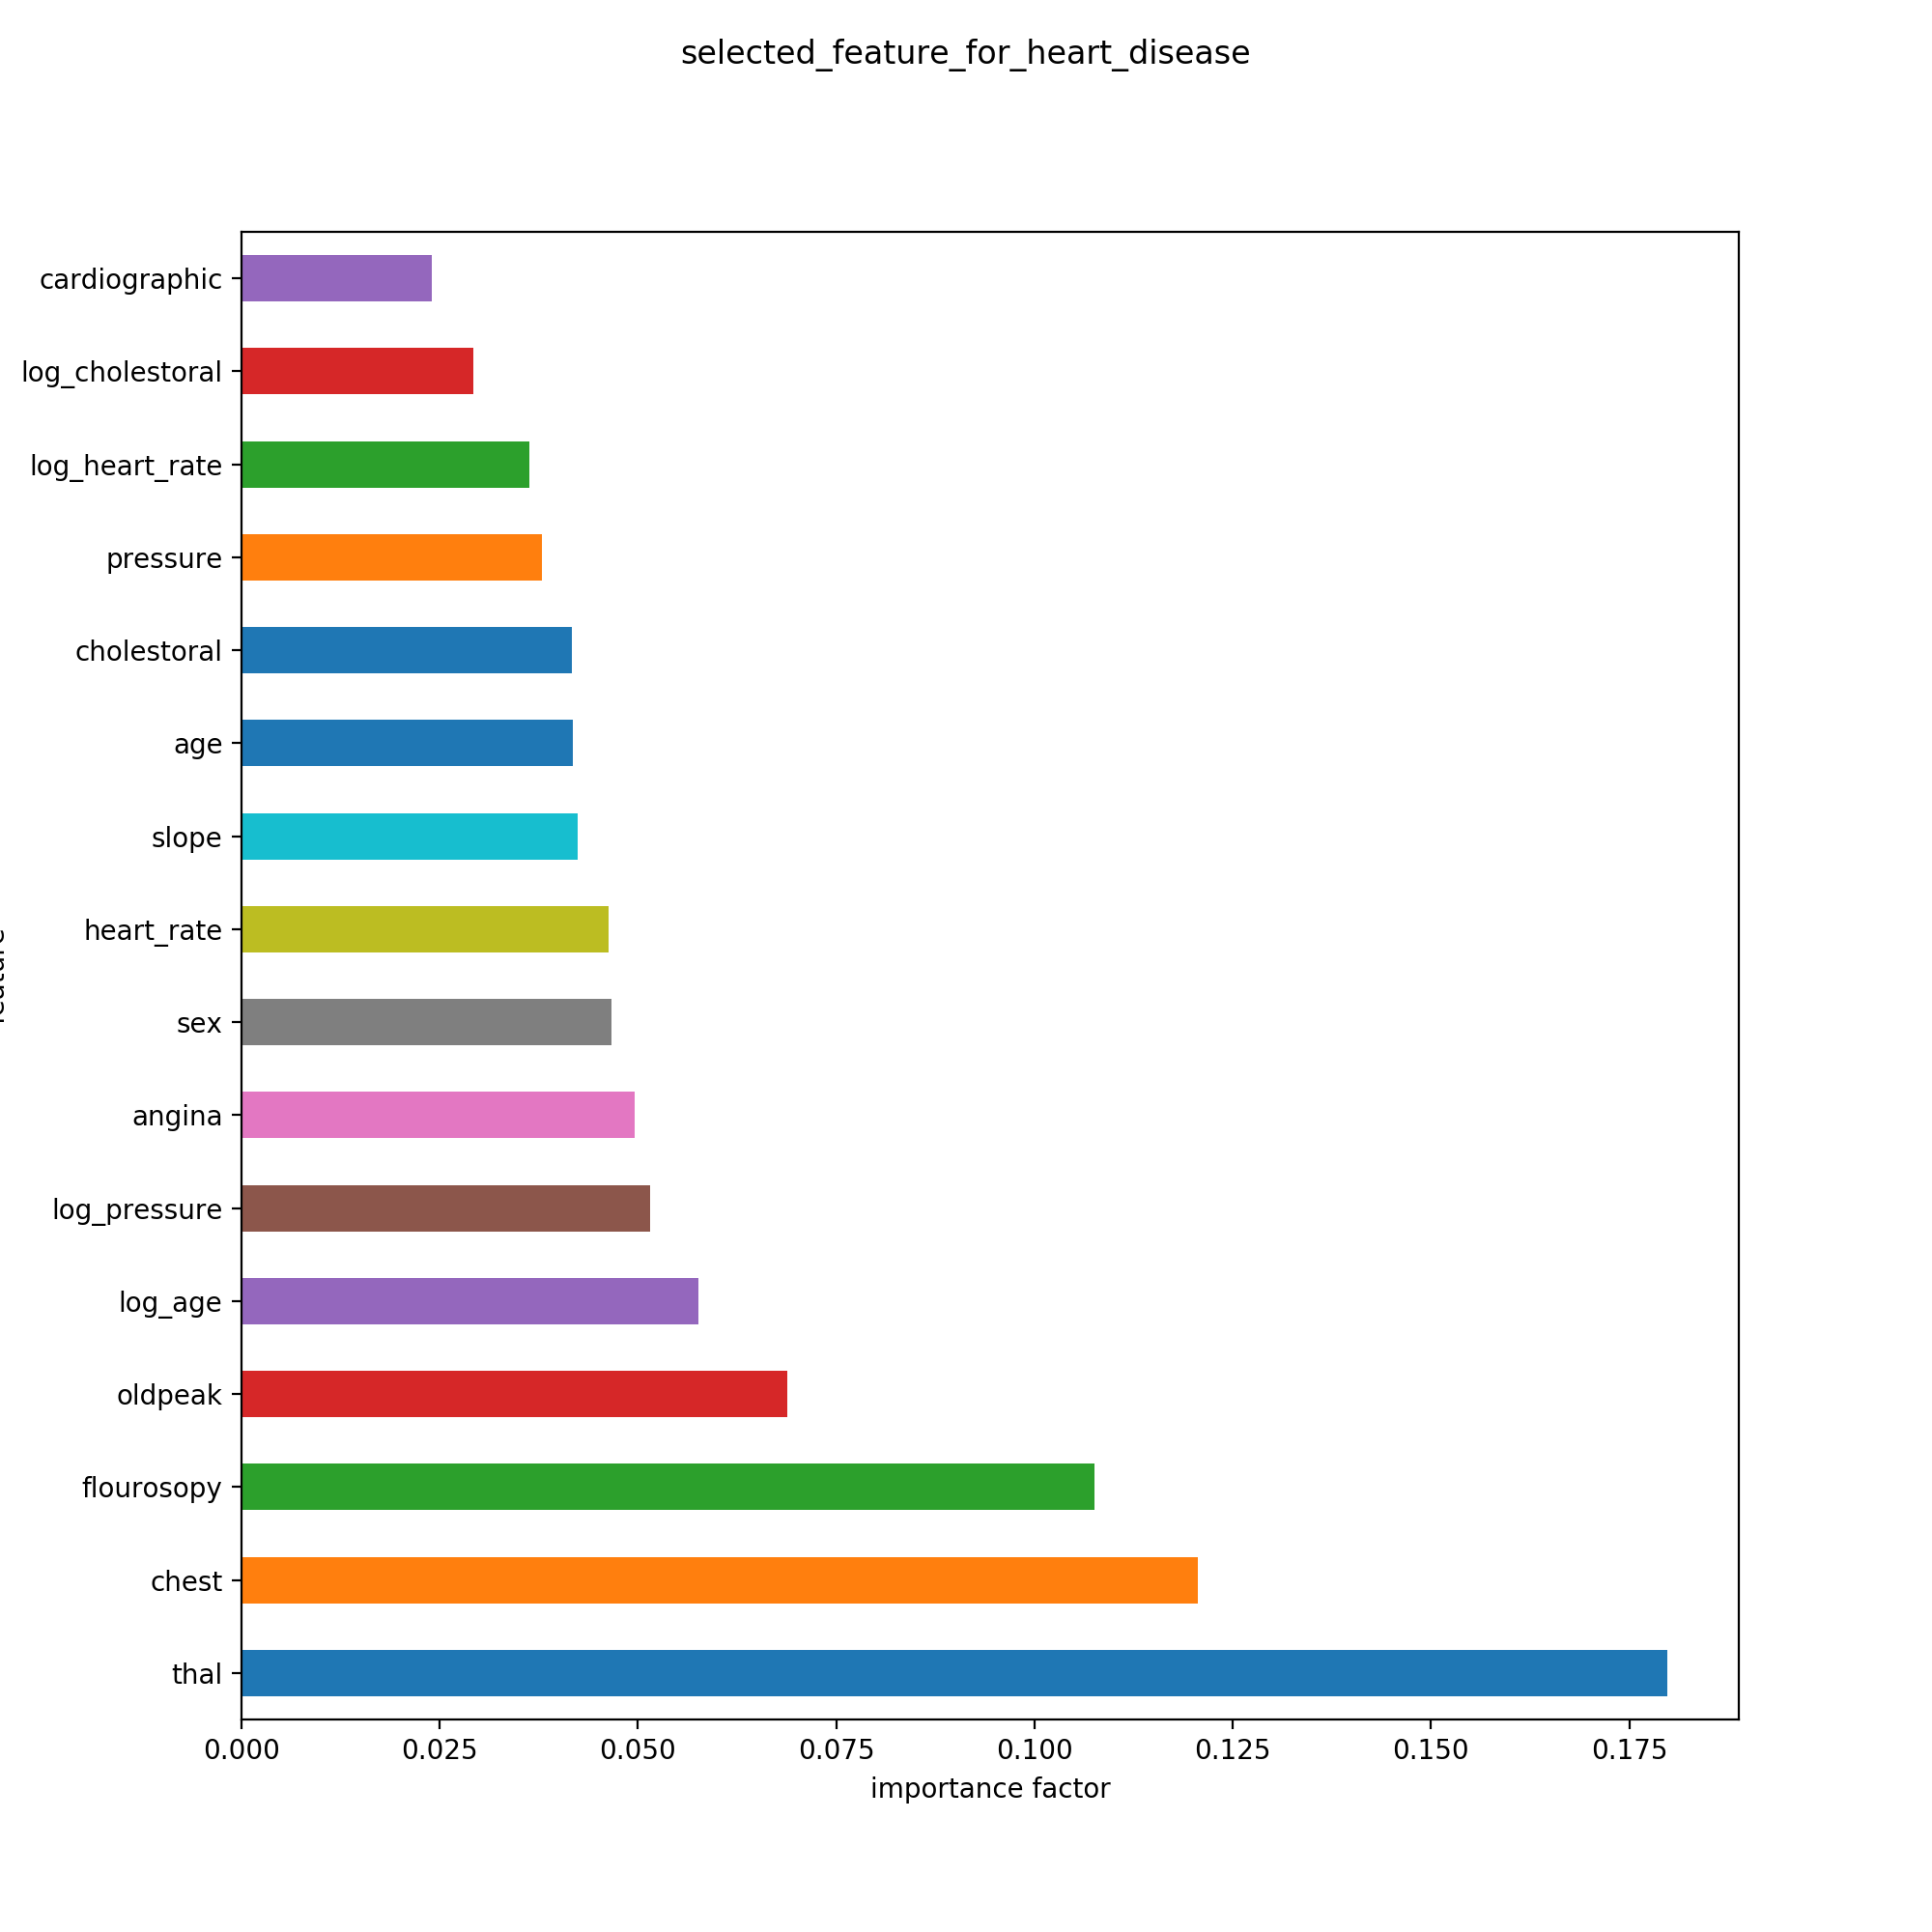 selected_feature_for_heart_disease
cardiographic
log_cholestoral
log_heart_rate
pressure
cholestoral
age
slope
heart_rate
sex
angina
log_pressure
log_age
oldpeak
flourosopy
chest
thal
0.000 0.025 0.050 0.075 0.100 0.125 0.150 0.175
importance factor